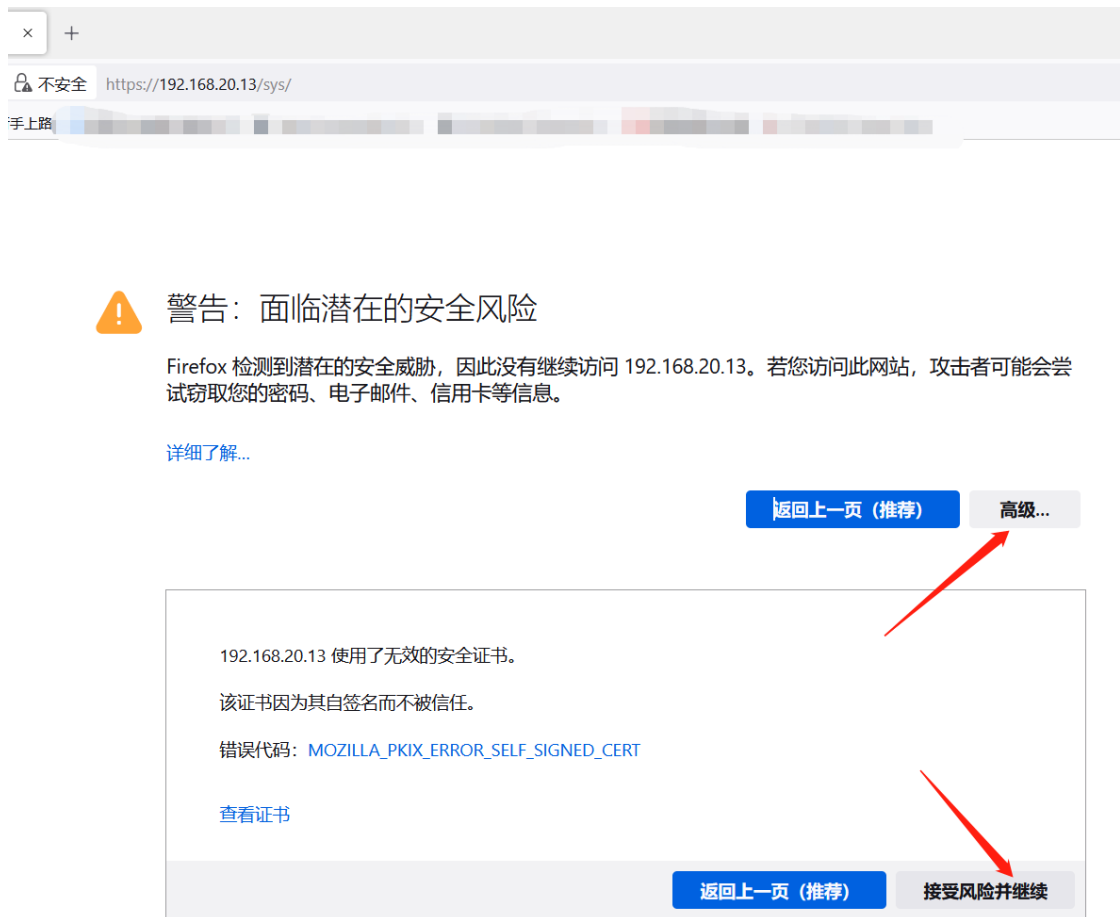 不安全 https://192.168.20.13/sys/
手上路
警告：面临潜在的安全风险
Firefox 检测到潜在的安全威胁，因此没有继续访问 192.168.20.13。若您访问此网站，攻击者可能会尝
试窃取您的密码、电子邮件、信用卡等信息。
详细了解...
返回上一页（推荐） 高级...
192.168.20.13 使用了无效的安全证书。
该证书因为其自签名而不被信任。
错误代码：MOZILLA_PKIX_ERROR_SELF_SIGNED_CERT
查看证书
返回上一页（推荐） 接受风险并继续